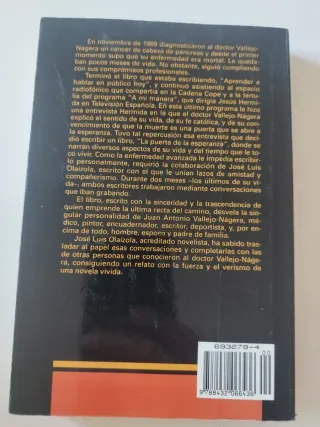 En noviembre de 1989 diagnosticaron al doctor Vallejo-
Nágera un cáncer de cabeza de páncreas y desde el primer
momento supo que su enfermedad era mortal. Le queda-
ban pocos meses de vida. No obstante, siguió cumpliendo
con sus compromisos profesionales.
Terminó el libro que estaba escribiendo, "Aprender a
hablar en público hoy", y continuó asistiendo al espacio
radiofónico que compartía en la Cadena Cope y a la tertu-
lia del programa "A mi manera", que dirigía Jesús Hermida
en Televisión Española. En este último programa le hizo
una entrevista Hermida en la que al doctor Vallejo-Nágera
explicó el sentido de su vida, de su fe católica, y de su con-
vencimiento de que la muerte es una puerta que se abre a
la esperanza. Tuvo tal repercusión esa entrevista que deci-
dió escribir un libro, "La puerta de la esperanza", donde se
narran diversos aspectos de su vida y del tiempo que le to-
có vivir. Como la enfermedad avanzada le impedía escribir-
lo personalmente, requirió la colaboración de José Luis
Olaizola, escritor con el que le unían lazos de amistad y
compañerismo. Durante dos meses –los últimos de su vi-
da–, ambos escritores trabajaron mediante conversaciones
que iban grabando.
El libro, escrito con la sinceridad y la trascendencia de
quien emprende la última recta del camino, desvela la sin-
gular personalidad de Juan Antonio Vallejo-Nágera, mé-
dico, pintor, encuadernador, escritor, deportista, y, por en-
cima de todo, hombre, esposo y padre de familia.
José Luis Olaizola, acreditado novelista, ha sabido tras-
ladar al papel esas conversaciones y completarlas con las
de otras personas que conocieron al doctor Vallejo-Náge-
ra, consiguiendo un relato con la fuerza y el verismo de
una novela vivida.
693279-4
00
9788432066436